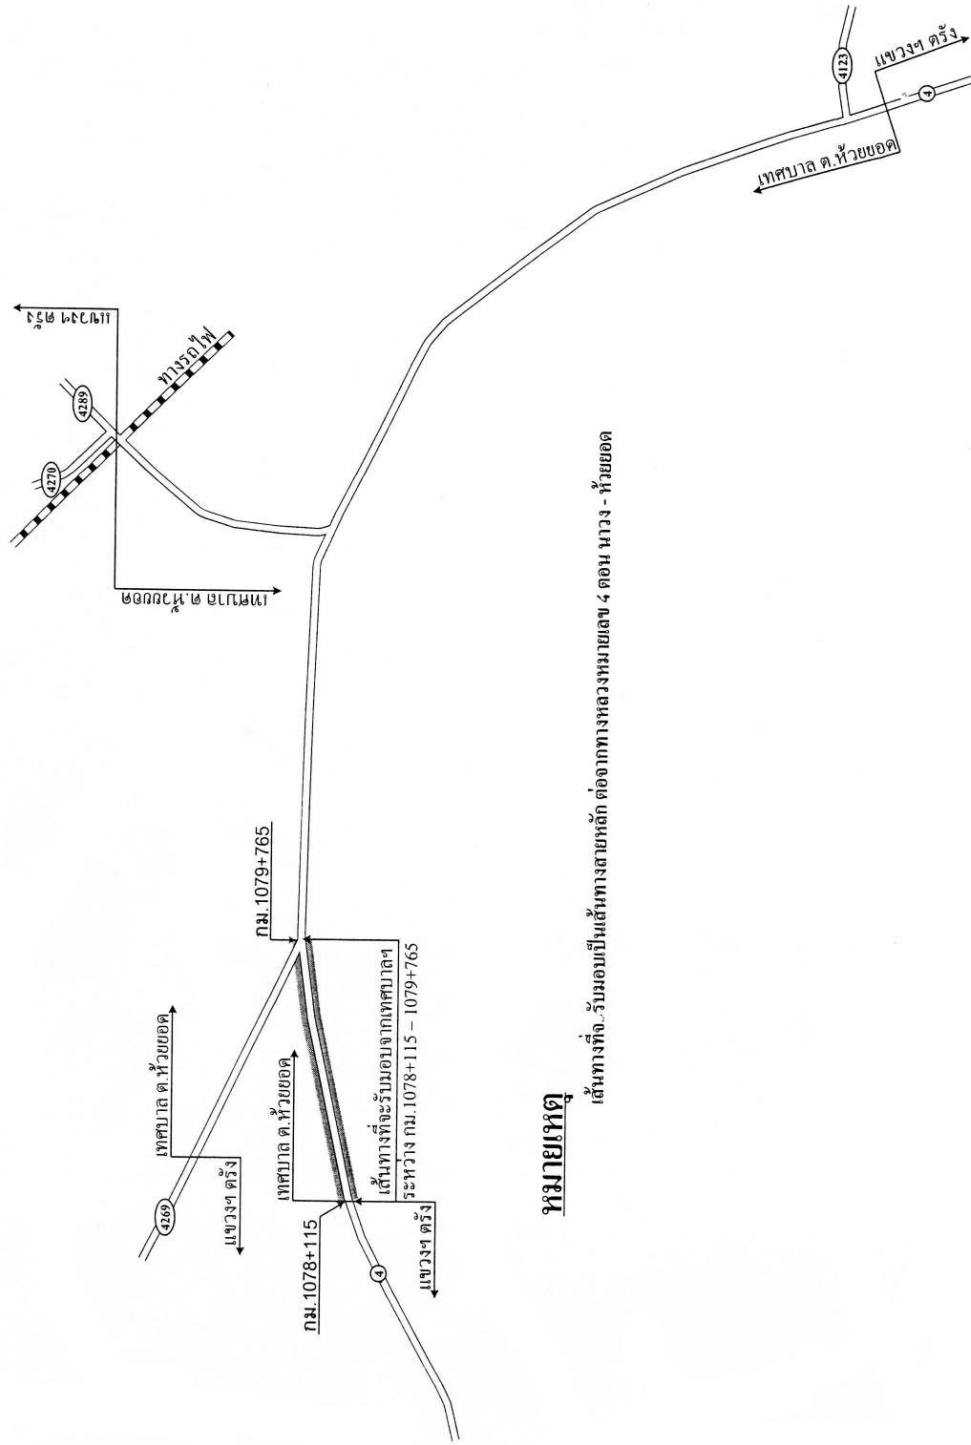 4269
เทศบาล ต.ห้วยยอด
แขวงฯ ตรัง
กม.1078+115
เทศบาล ต.ห้วยยอด
แขวงฯ ตรัง
4
เส้นทางที่จะรับมอบจากเทศบาลฯ
ระหว่าง กม.1078+115 – 1079+765
กม.1079+765
เทศบาล ต.ห้วยยอด
แขวงฯ ตรัง
4270
4289
ทางรถไฟ
เทศบาล ต.ห้วยยอด
แขวงฯ ตรัง
4123
4
หมายเหตุ
เส้นทางที่จะรับมอบเป็นเส้นทางสายหลัก ต่อจากทางหลวงหมายเลข 4 ตอน นาวง - ห้วยยอด